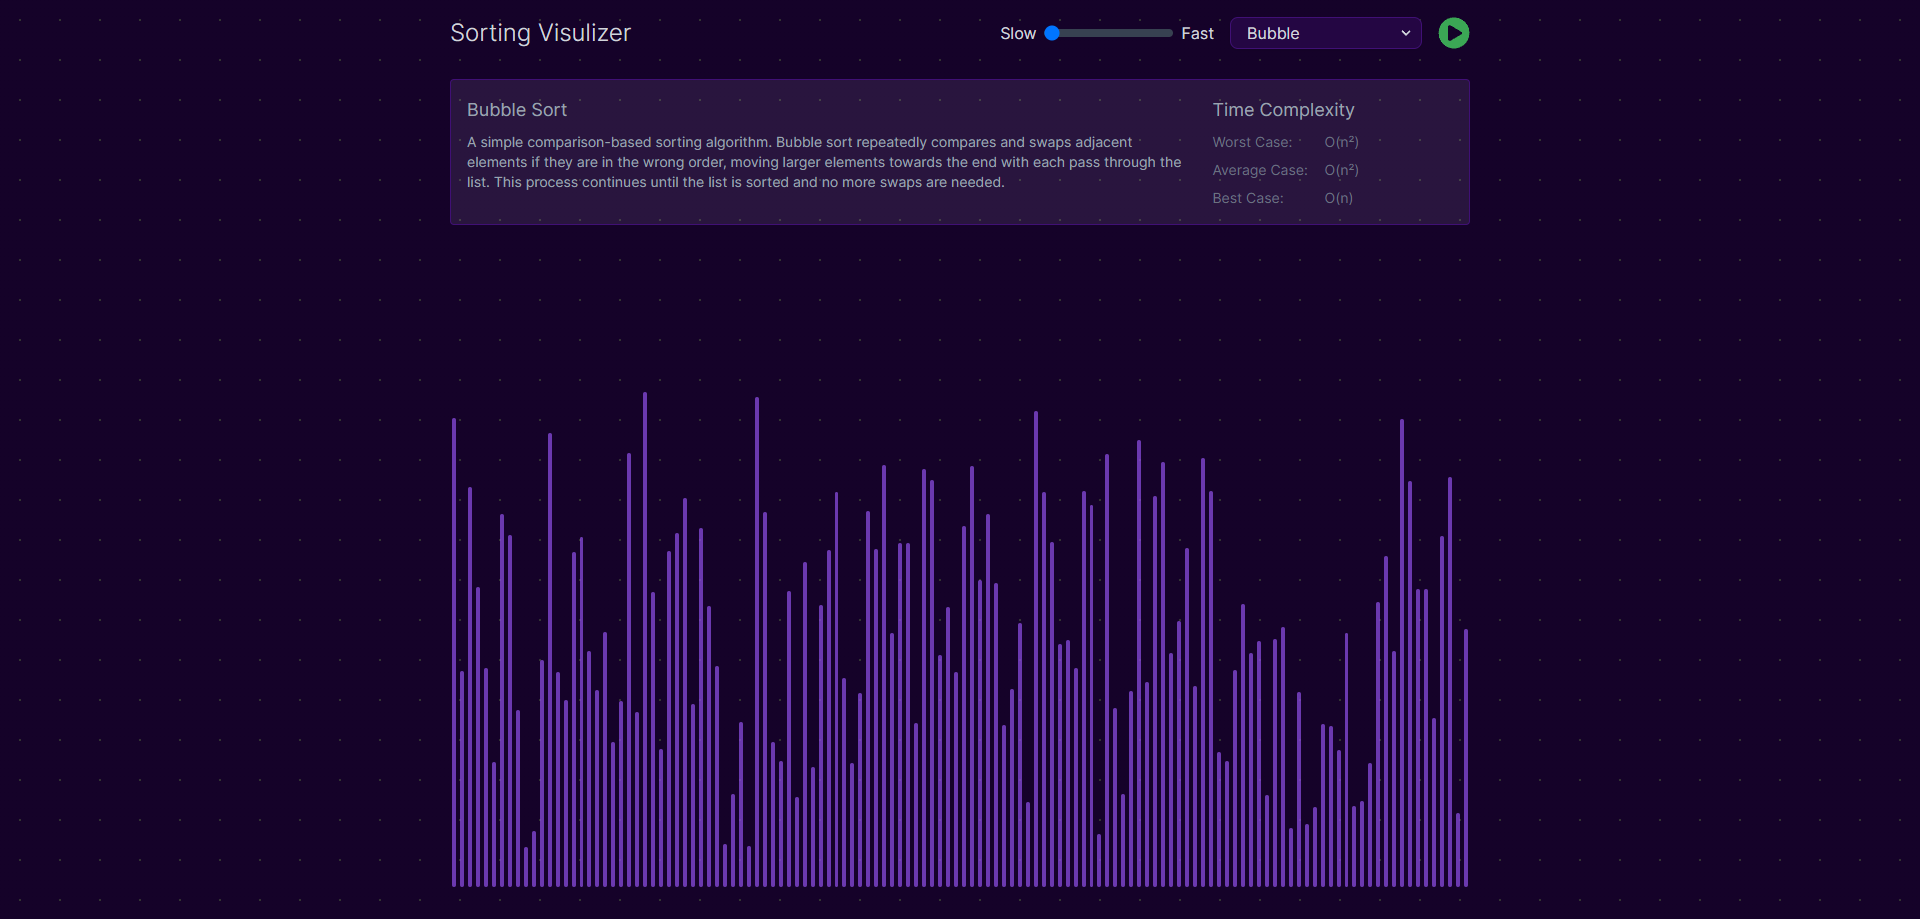 Sorting Visulizer
Slow
Fast
Bubble
Bubble Sort
A simple comparison-based sorting algorithm. Bubble sort repeatedly compares and swaps adjacent
elements if they are in the wrong order, moving larger elements towards the end with each pass through the
list. This process continues until the list is sorted and no more swaps are needed.
Time Complexity
Worst Case: O(n²)
Average Case: O(n²)
Best Case: O(n)